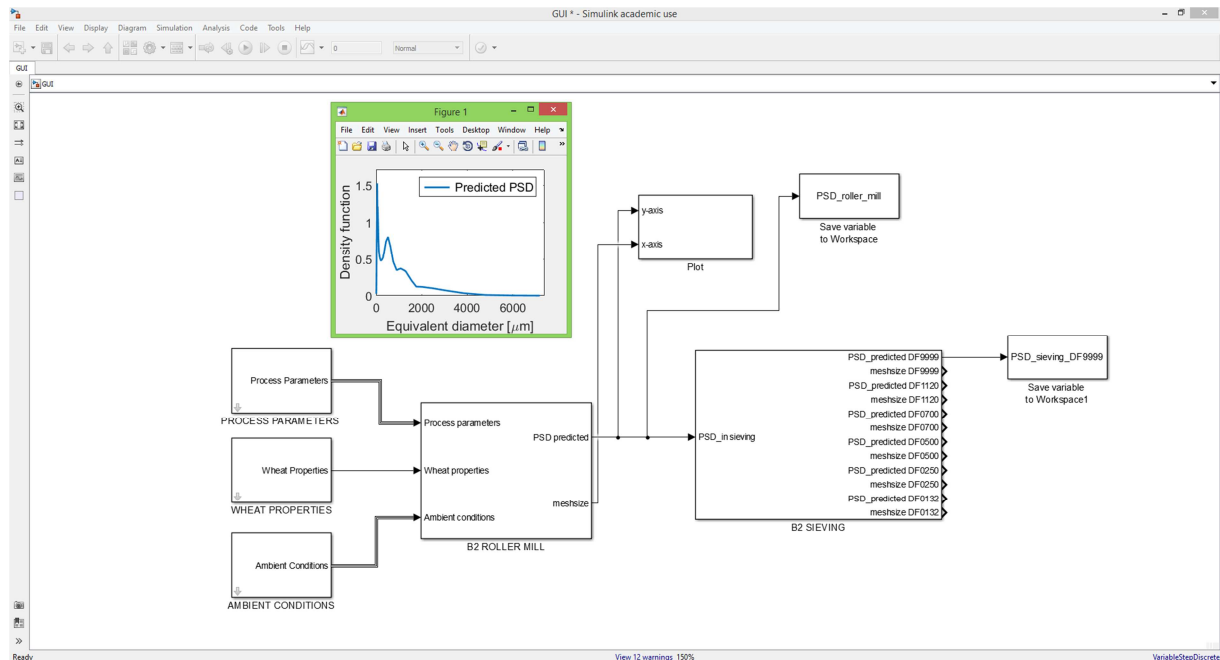 GUI * - Simulink academic use
File Edit View Display Diagram Simulation Analysis Code Tools Help
0 Normal
GUI
GUI
Figure 1
File Edit View Insert Tools Desktop Window Help
Predicted PSD
Density function
1.5
1
0.5
0
0 2000 4000 6000
Equivalent diameter [μm]
y-axis
x-axis
Plot
PSD_roller_mill
Save variable
to Workspace
Process Parameters
PROCESS PARAMETERS
Wheat Properties
WHEAT PROPERTIES
Ambient Conditions
AMBIENT CONDITIONS
Process parameters
Wheat properties
Ambient conditions
PSD predicted
meshsize
B2 ROLLER MILL
PSD_in sieving
PSD_predicted DF9999
meshsize DF9999
PSD_predicted DF1120
meshsize DF1120
PSD_predicted DF0700
meshsize DF0700
PSD_predicted DF0500
meshsize DF0500
PSD_predicted DF0250
meshsize DF0250
PSD_predicted DF0132
meshsize DF0132
B2 SIEVING
PSD_sieving_DF9999
Save variable
to Workspace1
Ready View 12 warnings 150% VariableStepDiscrete